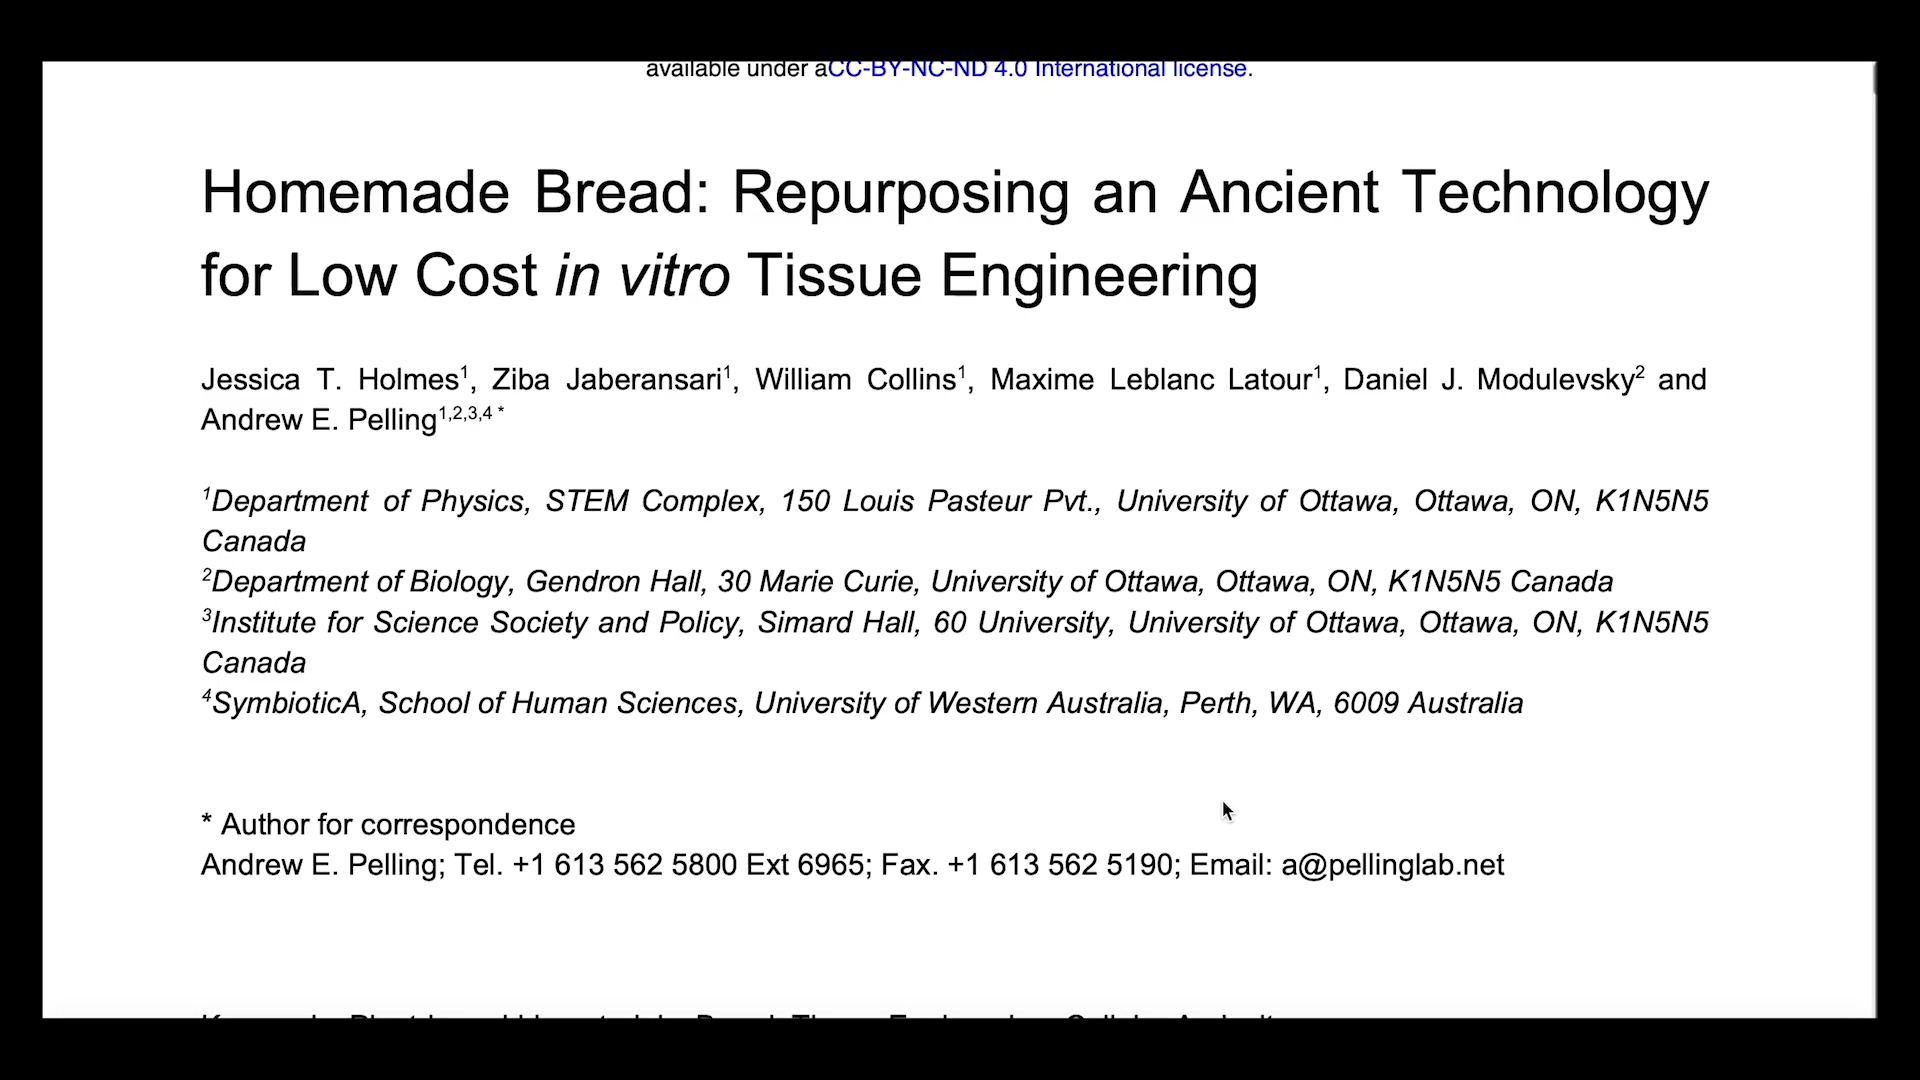 available under aCC-BY-NC-ND 4.0 International license.
Homemade Bread: Repurposing an Ancient Technology
for Low Cost in vitro Tissue Engineering
Jessica T. Holmes1, Ziba Jaberansari1, William Collins1, Maxime Leblanc Latour1, Daniel J. Modulevsky2 and
Andrew E. Pelling1,2,3,4 *
1Department of Physics, STEM Complex, 150 Louis Pasteur Pvt., University of Ottawa, Ottawa, ON, K1N5N5
Canada
2Department of Biology, Gendron Hall, 30 Marie Curie, University of Ottawa, Ottawa, ON, K1N5N5 Canada
3Institute for Science Society and Policy, Simard Hall, 60 University, University of Ottawa, Ottawa, ON, K1N5N5
Canada
4SymbioticA, School of Human Sciences, University of Western Australia, Perth, WA, 6009 Australia
* Author for correspondence
Andrew E. Pelling; Tel. +1 613 562 5800 Ext 6965; Fax. +1 613 562 5190; Email: a@pellinglab.net